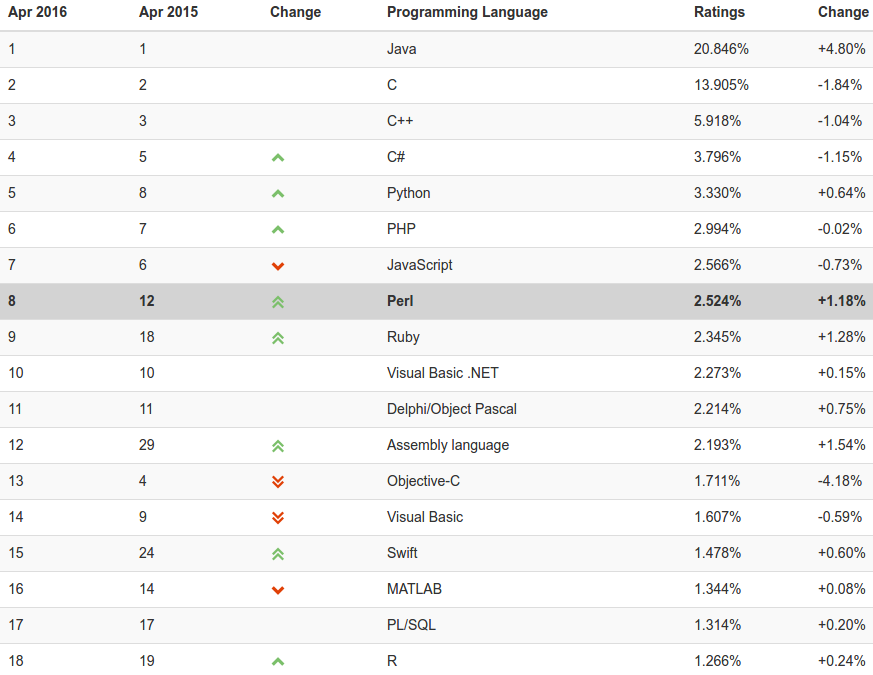 Apr 2016 Apr 2015 Change Programming Language Ratings Change
1 1 Java 20.846% +4.80%
2 2 C 13.905% -1.84%
3 3 C++ 5.918% -1.04%
4 5 C# 3.796% -1.15%
5 8 Python 3.330% +0.64%
6 7 PHP 2.994% -0.02%
7 6 JavaScript 2.566% -0.73%
8 12 Perl 2.524% +1.18%
9 18 Ruby 2.345% +1.28%
10 10 Visual Basic .NET 2.273% +0.15%
11 11 Delphi/Object Pascal 2.214% +0.75%
12 29 Assembly language 2.193% +1.54%
13 4 Objective-C 1.711% -4.18%
14 9 Visual Basic 1.607% -0.59%
15 24 Swift 1.478% +0.60%
16 14 MATLAB 1.344% +0.08%
17 17 PL/SQL 1.314% +0.20%
18 19 R 1.266% +0.24%